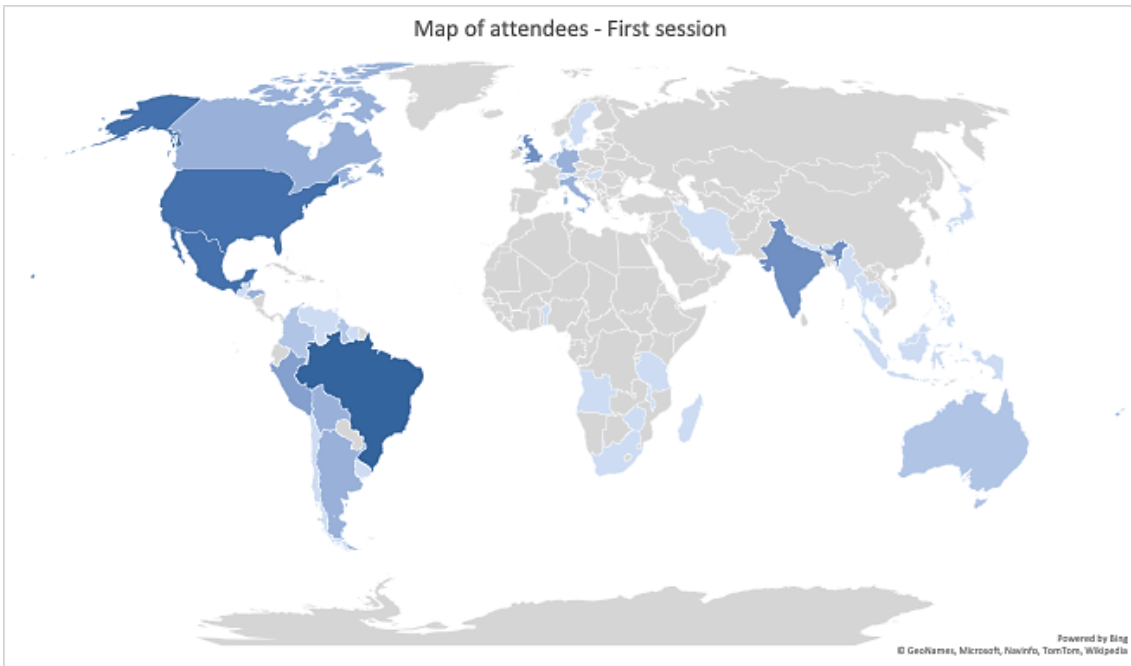 Map of attendees - First session
Powered by Bing
© GeoNames, Microsoft, Navinfo, TomTom, Wikipedia